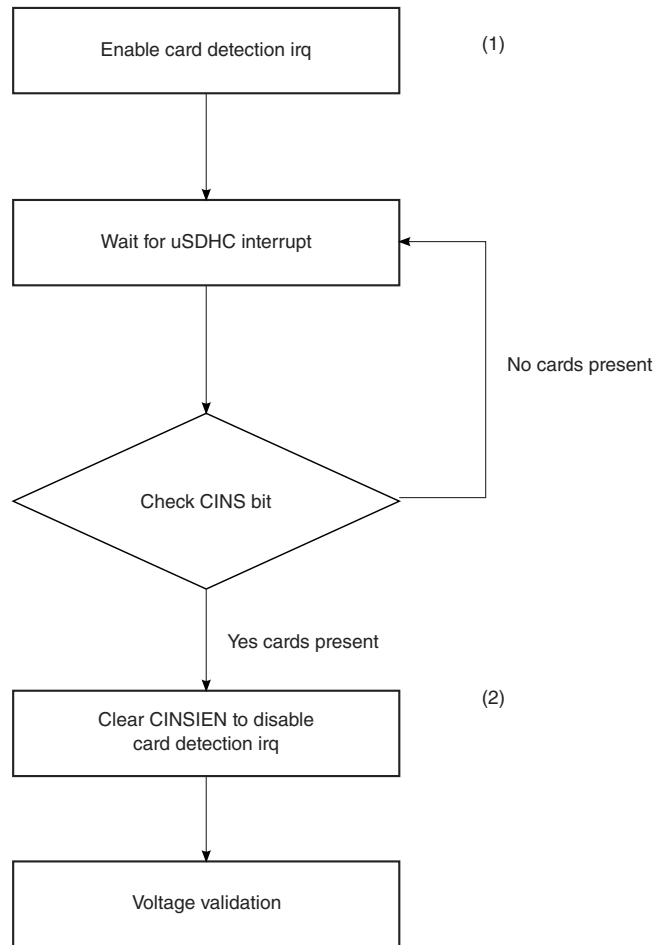 Enable card detection irq
(1)
Wait for uSDHC interrupt
No cards present
Check CINS bit
Yes cards present
Clear CINSIEN to disable
card detection irq
(2)
Voltage validation